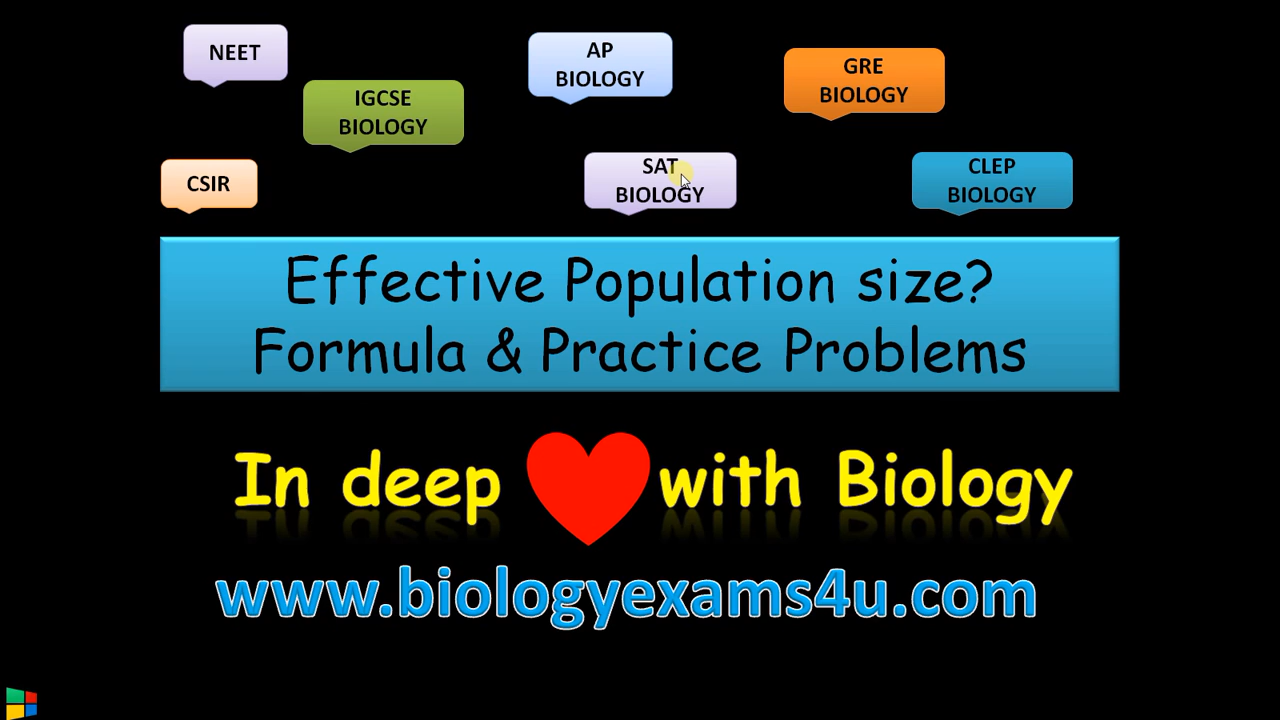 NEET
AP
BIOLOGY
GRE
BIOLOGY
IGCSE
BIOLOGY
CSIR
SAT
BIOLOGY
CLEP
BIOLOGY
Effective Population size?
Formula & Practice Problems
In deep with Biology
www.biologyexams4u.com